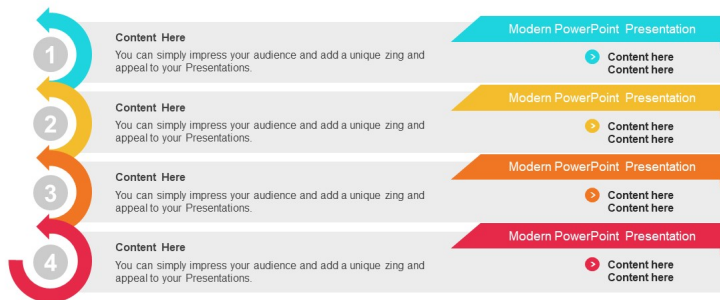 1
Content Here
You can simply impress your audience and add a unique zing and
appeal to your Presentations.
Modern PowerPoint Presentation
Content here
Content here
2
Content Here
You can simply impress your audience and add a unique zing and
appeal to your Presentations.
Modern PowerPoint Presentation
Content here
Content here
3
Content Here
You can simply impress your audience and add a unique zing and
appeal to your Presentations.
Modern PowerPoint Presentation
Content here
Content here
4
Content Here
You can simply impress your audience and add a unique zing and
appeal to your Presentations.
Modern PowerPoint Presentation
Content here
Content here